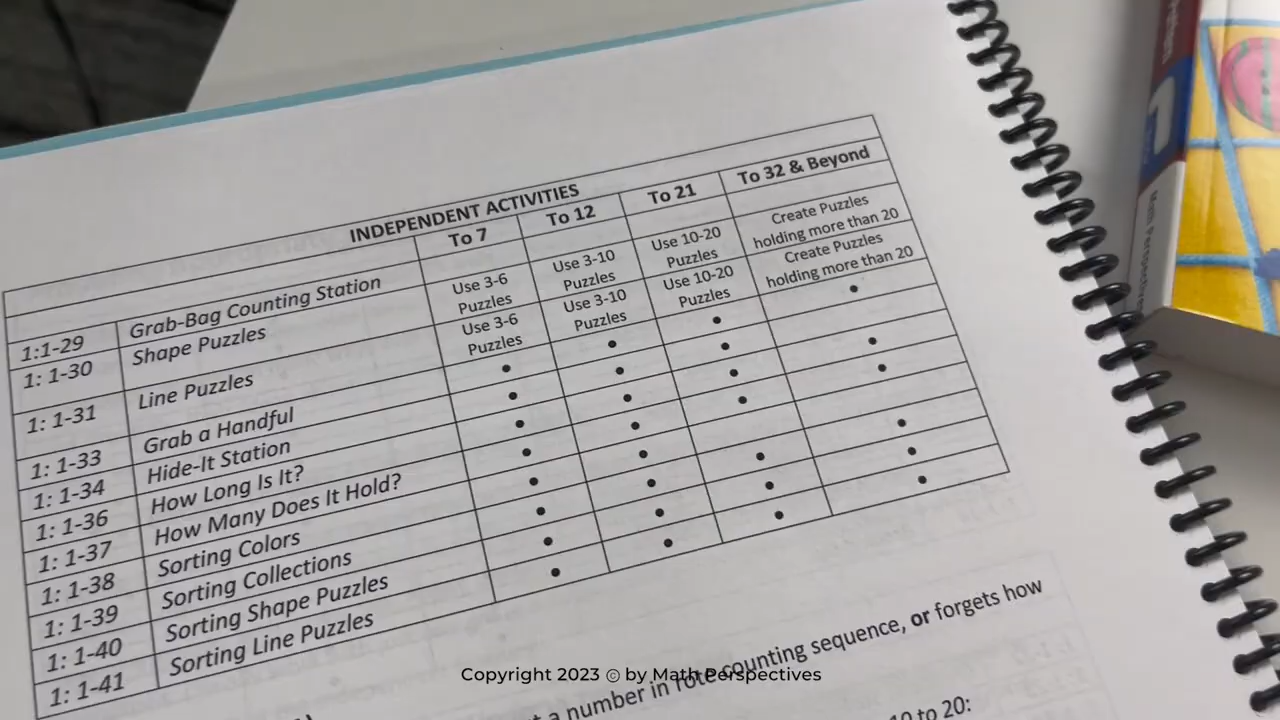 INDEPENDENT ACTIVITIES
To 7 To 12 To 21 To 32 & Beyond
1:1-29 Grab-Bag Counting Station
1: 1-30 Shape Puzzles Use 3-6 Puzzles Use 3-10 Puzzles Use 10-20 Puzzles Create Puzzles holding more than 20
1: 1-31 Line Puzzles Use 3-6 Puzzles Use 3-10 Puzzles Use 10-20 Puzzles Create Puzzles holding more than 20
1: 1-33 Grab a Handful • • • •
1: 1-34 Hide-It Station • • •
1: 1-36 How Long Is It? • • • •
1: 1-37 How Many Does It Hold? • • • •
1: 1-38 Sorting Colors • •
1: 1-39 Sorting Collections • • • •
1: 1-40 Sorting Shape Puzzles • • • •
1: 1-41 Sorting Line Puzzles • • • •
a number in rote counting sequence, or forgets how
10 to 20:
Copyright 2023 © by Math Perspectives